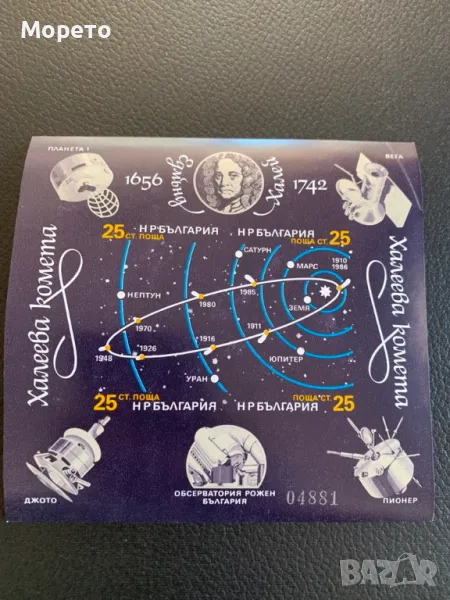 Морето
ПЛАНЕТА 1
ВЕГА
1656
Едмънд Халей
1742
Халеева комета
Халеева комета
25 СТ. ПОЩА
НР БЪЛГАРИЯ
НР БЪЛГАРИЯ
ПОЩА СТ. 25
САТУРН
МАРС
1910
1986
НЕПТУН
1985
1980
ЗЕМЯ
1970
1911
1948
1926
1916
ЮПИТЕР
УРАН
25 СТ. ПОЩА
НР БЪЛГАРИЯ
НР БЪЛГАРИЯ
ПОЩА СТ. 25
ДЖОТО
ОБСЕРВАТОРИЯ РОЖЕН
БЪЛГАРИЯ
04881
ПИОНЕР
BAZAR